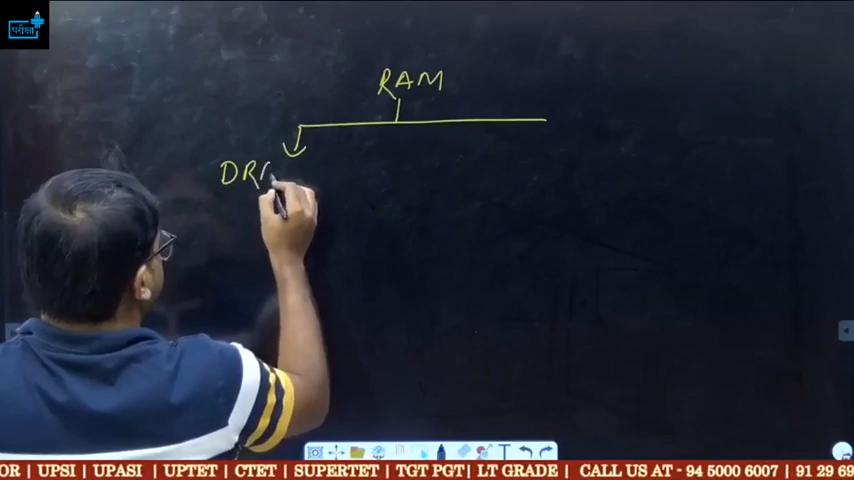 परीक्षा
RAM
DR
OR | UPSI | UPASI | UPTET | CTET | SUPERTET | TGT PGT | LT GRADE | CALL US AT - 94 5000 6007 | 91 29 69